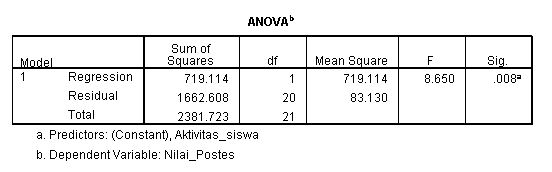 ANOVAb
Model Sum of Squares df Mean Square F Sig.
1 Regression 719.114 1 719.114 8.650 .008a
Residual 1662.608 20 83.130
Total 2381.723 21
a. Predictors: (Constant), Aktivitas_siswa
b. Dependent Variable: Nilai_Postes